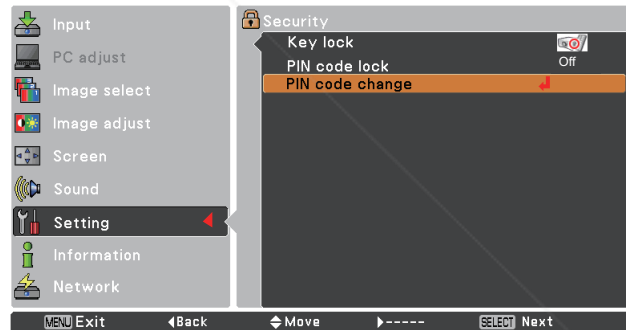 Input
PC adjust
Image select
Image adjust
Screen
Sound
Setting
Information
Network
Security
Key lock
PIN code lock
Off
PIN code change
MENU Exit
Back
Move
-----
SELECT Next